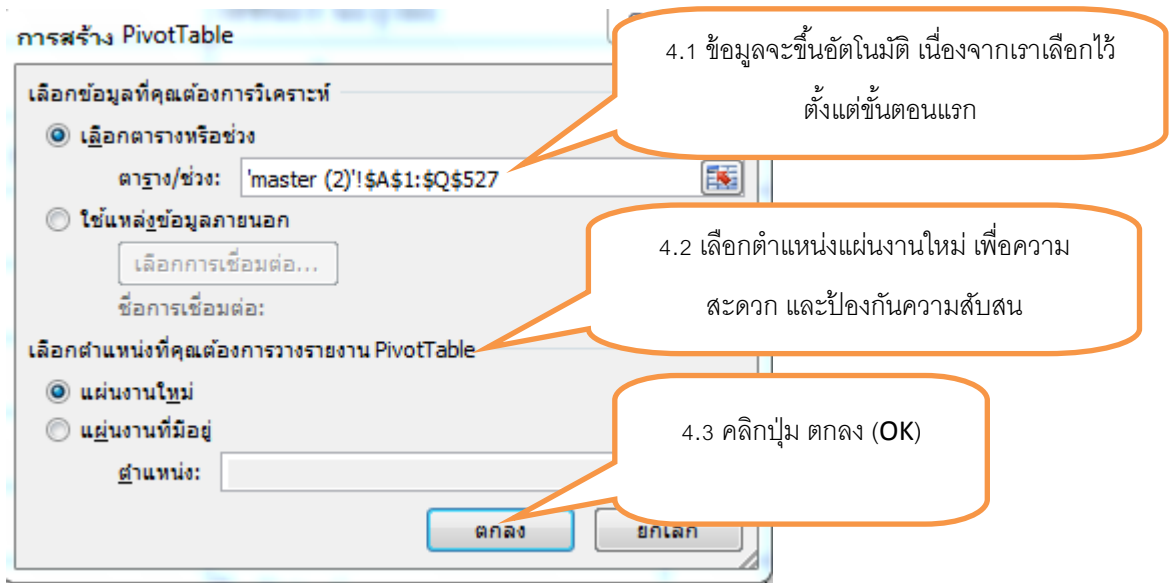 การสร้าง PivotTable
4.1 ข้อมูลจะขึ้นอัตโนมัติ เนื่องจากเราเลือกไว้
ตั้งแต่ขั้นตอนแรก
เลือกข้อมูลที่คุณต้องการวิเคราะห์
เลือกตารางหรือช่วง
ตาราง/ช่วง: 'master (2)'!$A$1:$Q$527
ใช้แหล่งข้อมูลภายนอก
เลือกการเชื่อมต่อ...
ชื่อการเชื่อมต่อ:
4.2 เลือกตำแหน่งแผ่นงานใหม่ เพื่อความ
สะดวก และป้องกันความสับสน
เลือกตำแหน่งที่คุณต้องการวางรายงาน PivotTable
แผ่นงานใหม่
แผ่นงานที่มีอยู่
ตำแหน่ง:
4.3 คลิกปุ่ม ตกลง (OK)
ตกลง
ยกเลิก